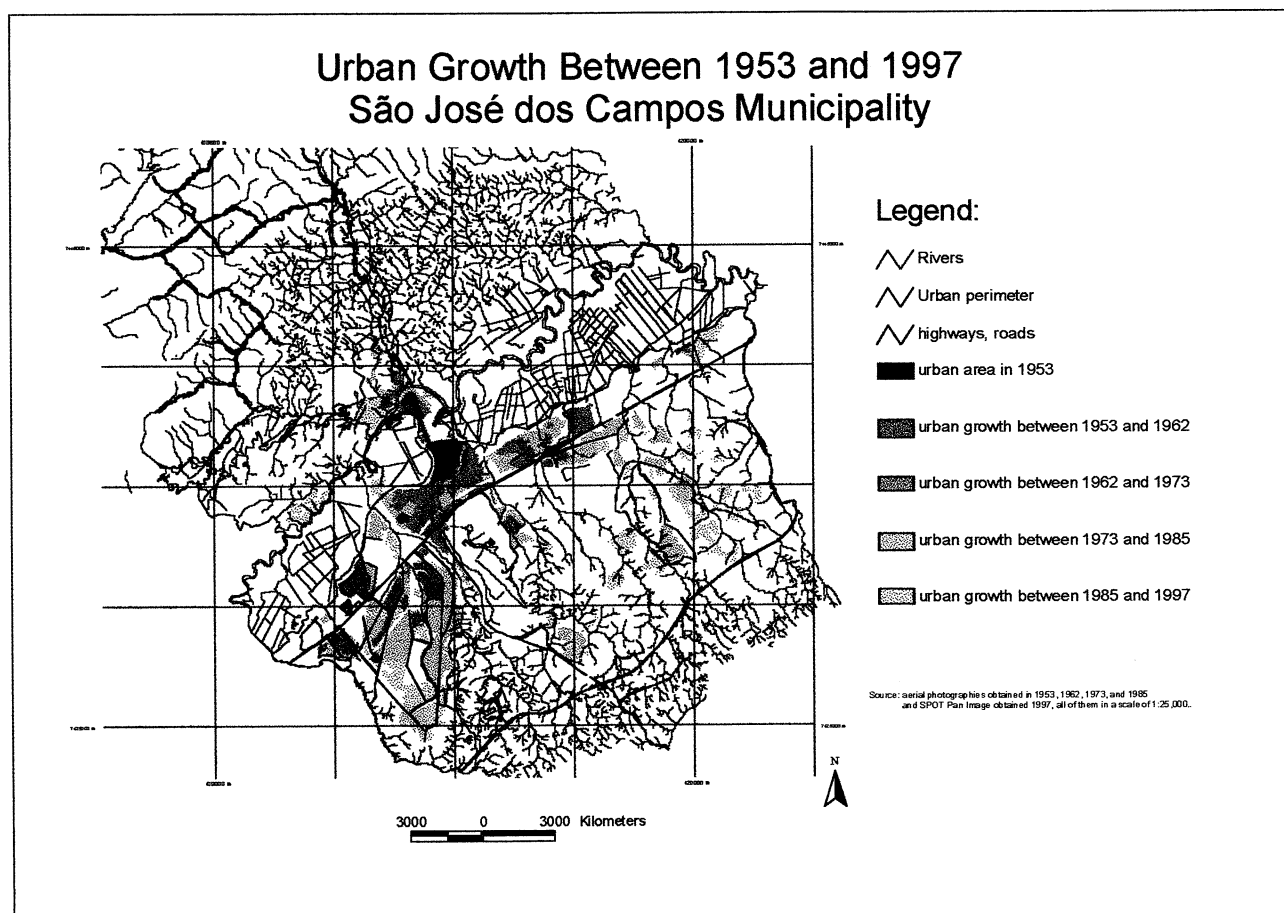 Urban Growth Between 1953 and 1997
São José dos Campos Municipality
Legend:
Rivers
Urban perimeter
highways, roads
urban area in 1953
urban growth between 1953 and 1962
urban growth between 1962 and 1973
urban growth between 1973 and 1985
urban growth between 1985 and 1997
Source: aerial photographies obtained in 1953, 1962, 1973, and 1985
and SPOT Pan Image obtained 1997, all of them in a scale of 1:25,000..
N
3000 0 3000 Kilometers